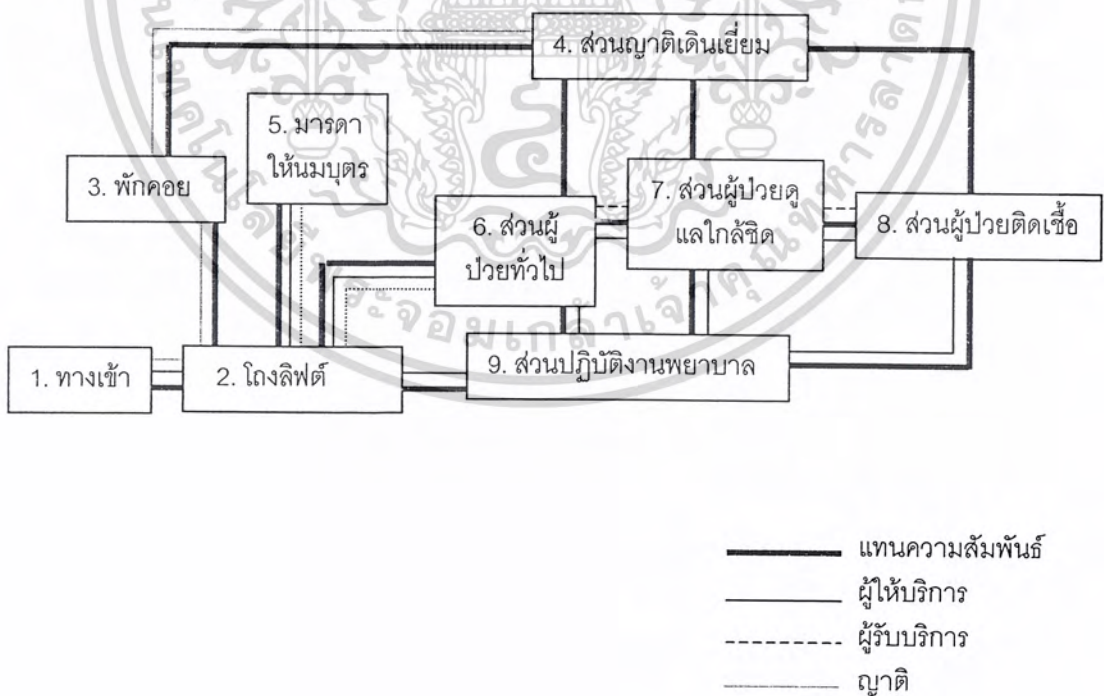 4. ส่วนญาติเดินเยี่ยม
5. มารดา
ให้นมบุตร
3. พักคอย
6. ส่วนผู้
ป่วยทั่วไป
7. ส่วนผู้ป่วยดู
แลใกล้ชิด
8. ส่วนผู้ป่วยติดเชื้อ
1. ทางเข้า
2. โถงลิฟต์
9. ส่วนปฏิบัติงานพยาบาล
แทนความสัมพันธ์
ผู้ให้บริการ
ผู้รับบริการ
ญาติ